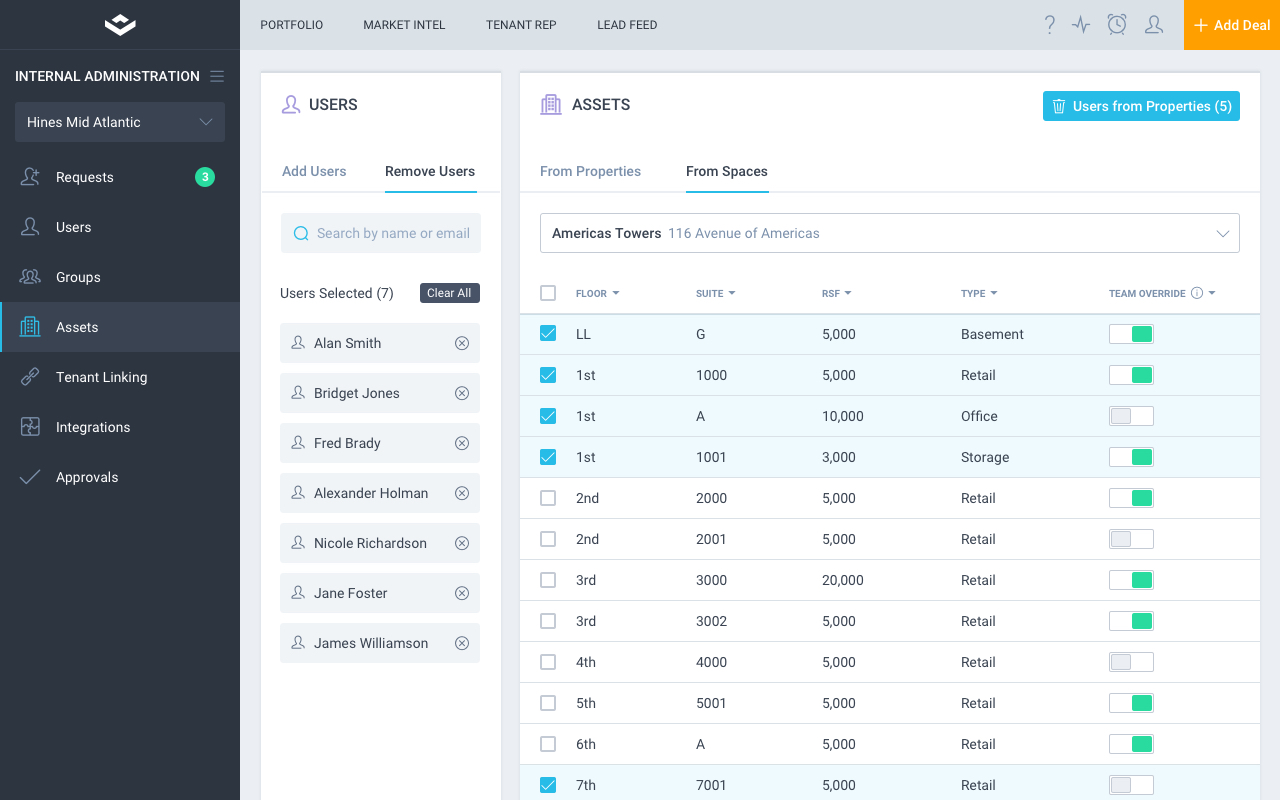 PORTFOLIO MARKET INTEL TENANT REP LEAD FEED ? + Add Deal
INTERNAL ADMINISTRATION
Hines Mid Atlantic
Requests 3
Users
Groups
Assets
Tenant Linking
Integrations
Approvals
USERS
Add Users Remove Users
Search by name or email
Users Selected (7) Clear All
Alan Smith
Bridget Jones
Fred Brady
Alexander Holman
Nicole Richardson
Jane Foster
James Williamson
ASSETS Users from Properties (5)
From Properties From Spaces
Americas Towers 116 Avenue of Americas
FLOOR SUITE RSF TYPE TEAM OVERRIDE
LL G 5,000 Basement
1st 1000 5,000 Retail
1st A 10,000 Office
1st 1001 3,000 Storage
2nd 2000 5,000 Retail
2nd 2001 5,000 Retail
3rd 3000 20,000 Retail
3rd 3002 5,000 Retail
4th 4000 5,000 Retail
5th 5001 5,000 Retail
6th A 5,000 Retail
7th 7001 5,000 Retail